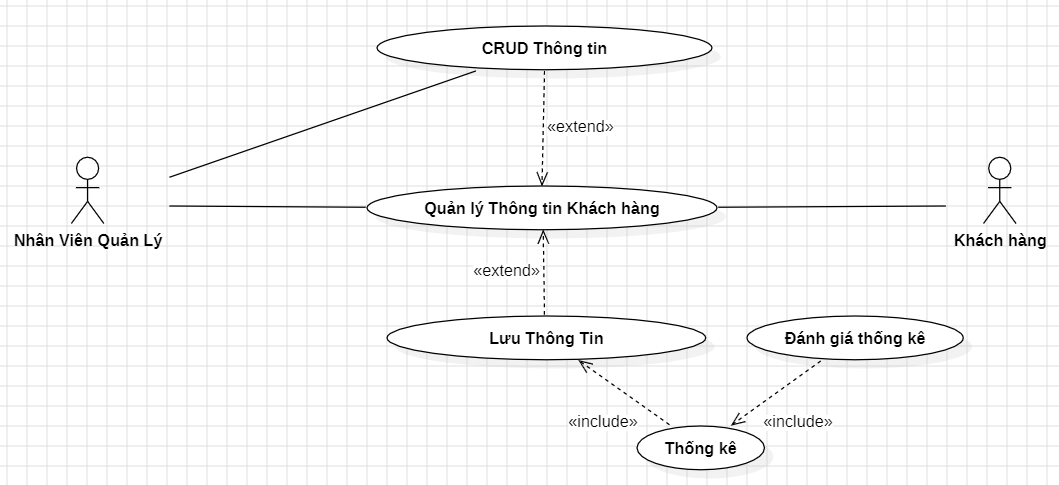 CRUD Thông tin
«extend»
Quản lý Thông tin Khách hàng
Nhân Viên Quản Lý
Khách hàng
«extend»
Lưu Thông Tin
Đánh giá thống kê
«include»
«include»
Thống kê